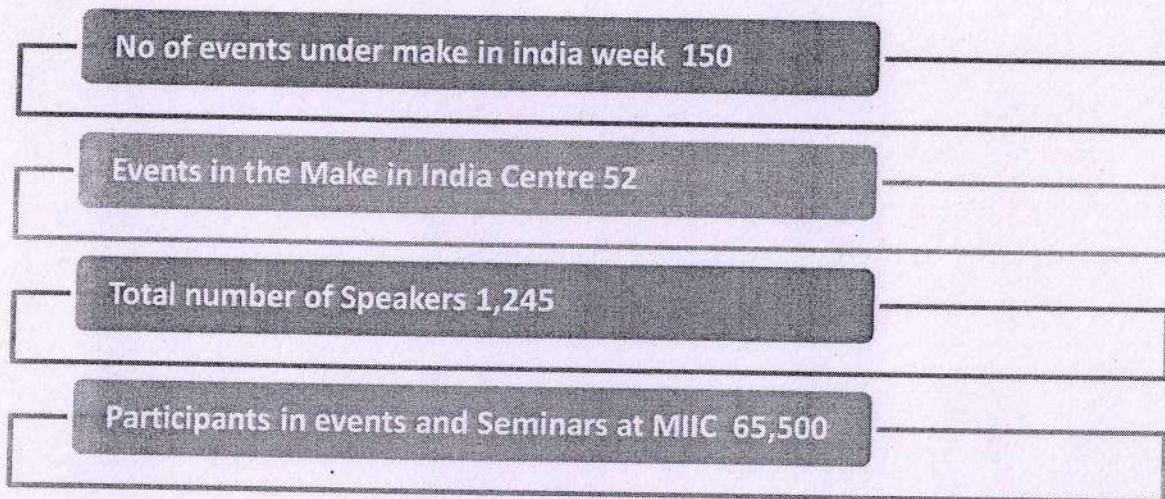 No of events under make in india week 150
Events in the Make in India Centre 52
Total number of Speakers 1,245
Participants in events and Seminars at MIIC 65,500